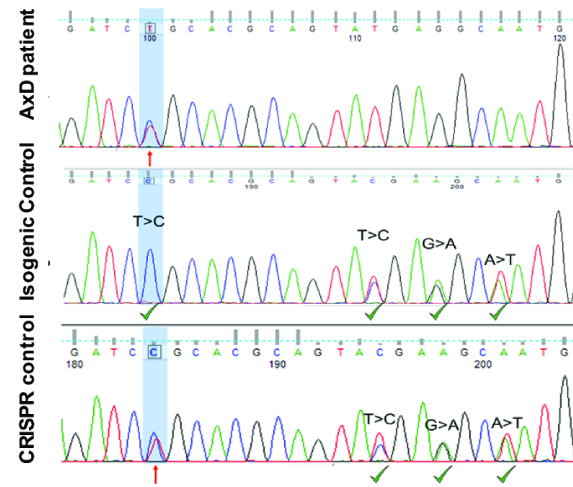 AxD patient
G A T C T G C A C G C A G T A T G A G G C A A T G
100 110 120
Isogenic Control
G A T C C G C A C G C A G T A C G A A G C A A T G
190 200
T>C T>C G>A A>T
CRISPR control
G A T C C G C A C G C A G T A C G A A G C A A T G
180 190 200
T>C G>A A>T